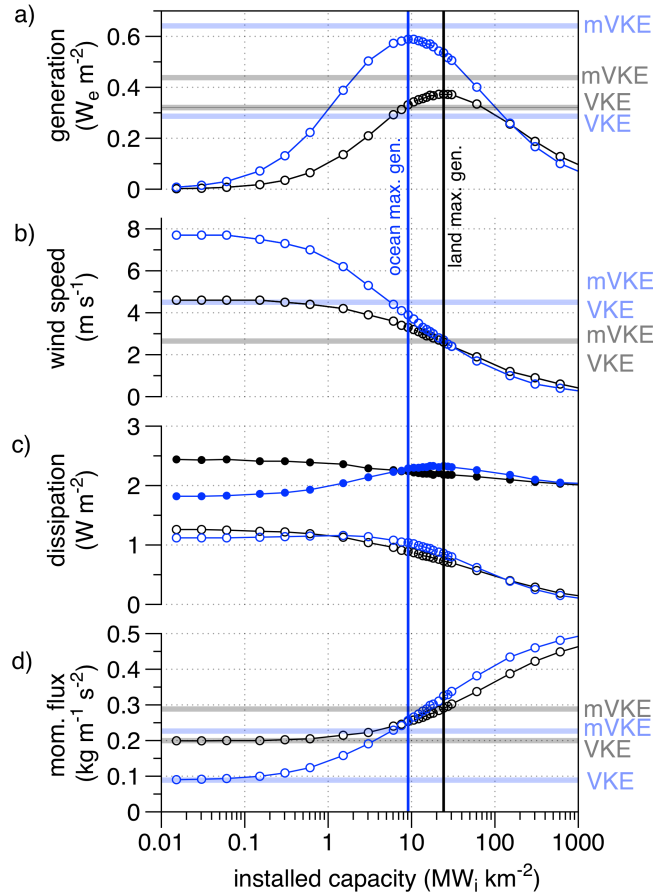 a)
generation
(Wₑ m⁻²)
0.6
0.4
0.2
0
mVKE
mVKE
VKE
VKE
ocean max. gen.
land max. gen.
b)
wind speed
(m s⁻¹)
8
6
4
2
0
mVKE
VKE
mVKE
VKE
c)
dissipation
(W m⁻²)
3
2
1
0
d)
mom. flux
(kg m⁻¹ s⁻²)
0.5
0.4
0.3
0.2
0.1
0
mVKE
mVKE
VKE
VKE
0.01
0.1
1
10
100
1000
installed capacity (MWᵢ km⁻²)